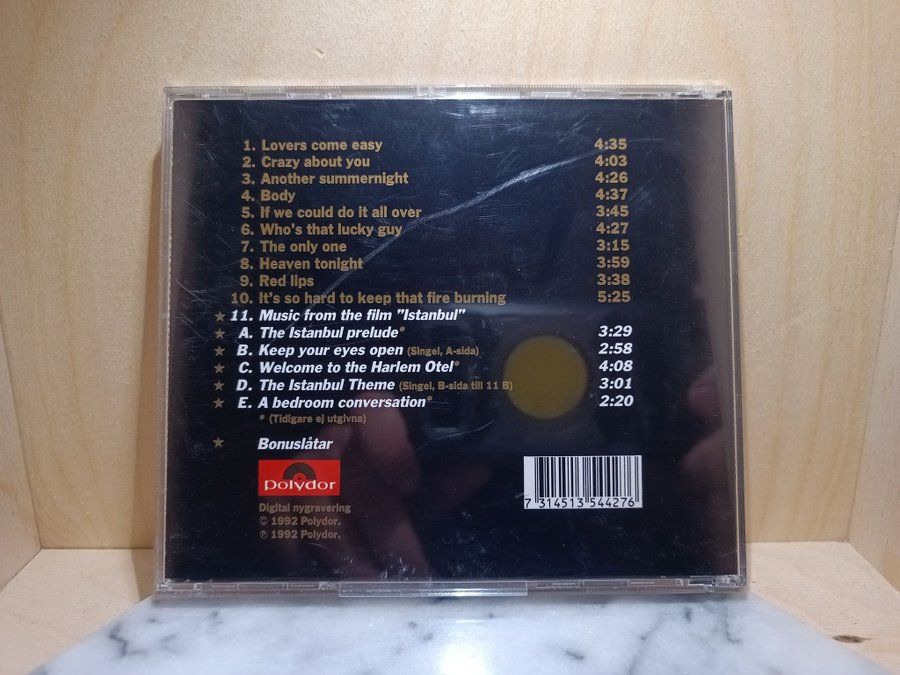 1. Lovers come easy 4:35
2. Crazy about you 4:03
3. Another summernight 4:26
4. Body 4:37
5. If we could do it all over 3:45
6. Who's that lucky guy 4:27
7. The only one 3:15
8. Heaven tonight 3:59
9. Red lips 3:38
10. It's so hard to keep that fire burning 5:25
★ 11. Music from the film "Istanbul"
★ A. The Istanbul prelude* 3:29
★ B. Keep your eyes open (Singel, A-sida) 2:58
★ C. Welcome to the Harlem Otel* 4:08
★ D. The Istanbul Theme (Singel, B-sida till 11 B) 3:01
★ E. A bedroom conversation* 2:20
* (Tidigare ej utgivna)
★ Bonuslåtar
Polydor
Digital nygravering
© 1992 Polydor.
℗ 1992 Polydor.
7 314513 544276